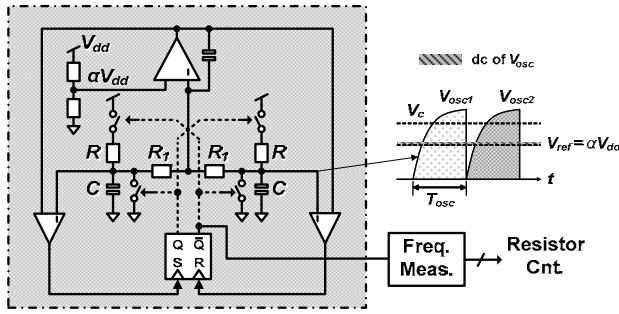 Vdd
αVdd
R
R1
R1
R
C
C
Q
Q̅
S
R
dc of Vosc
Vc
Vosc1
Vosc2
Vref = αVdd
t
Tosc
Freq. Meas.
Resistor Cnt.